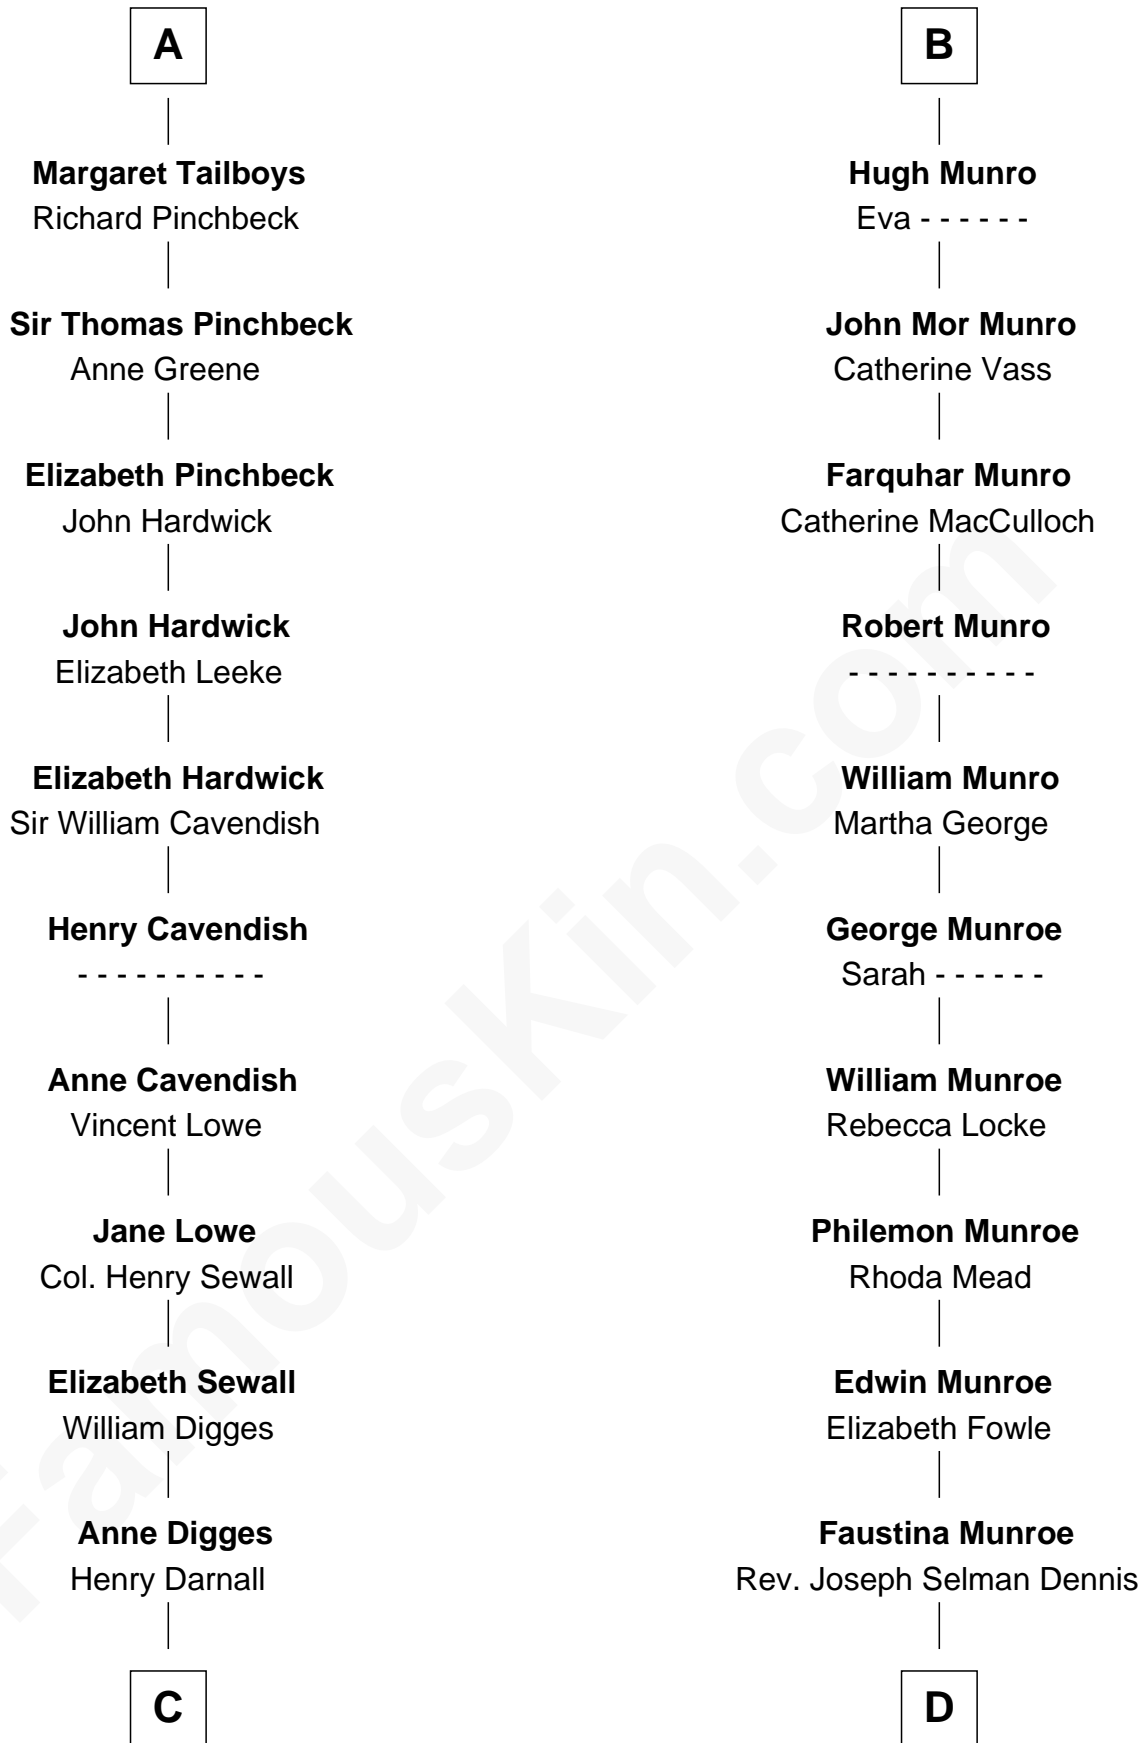 A
Margaret Tailboys
Richard Pinchbeck
Sir Thomas Pinchbeck
Anne Greene
Elizabeth Pinchbeck
John Hardwick
John Hardwick
Elizabeth Leeke
Elizabeth Hardwick
Sir William Cavendish
Henry Cavendish
- - - - - - - - - -
Anne Cavendish
Vincent Lowe
Jane Lowe
Col. Henry Sewall
Elizabeth Sewall
William Digges
Anne Digges
Henry Darnall
C
B
Hugh Munro
Eva - - - - - -
John Mor Munro
Catherine Vass
Farquhar Munro
Catherine MacCulloch
Robert Munro
- - - - - - - - - -
William Munro
Martha George
George Munroe
Sarah - - - - - -
William Munroe
Rebecca Locke
Philemon Munroe
Rhoda Mead
Edwin Munroe
Elizabeth Fowle
Faustina Munroe
Rev. Joseph Selman Dennis
D
FamousKin.com